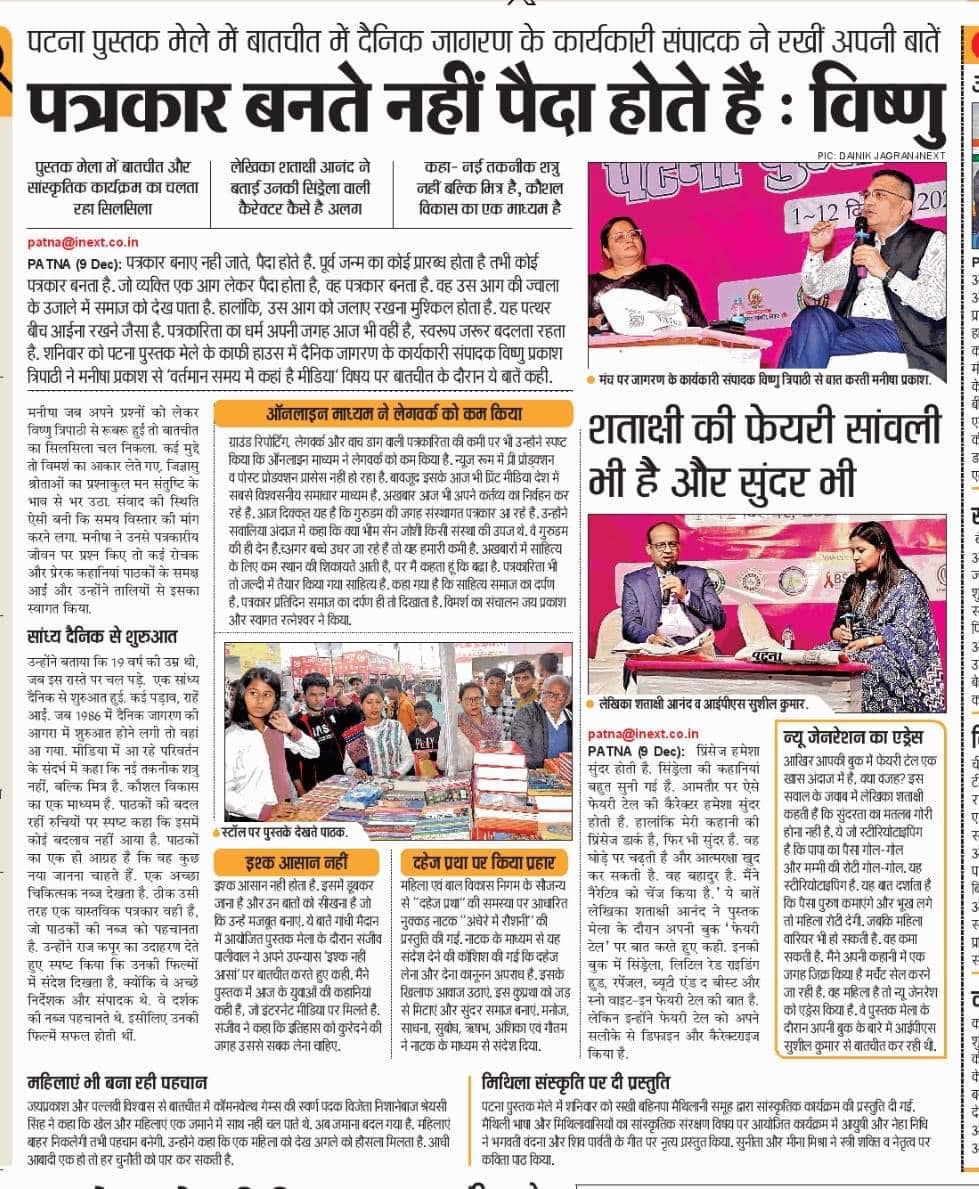 पटना पुस्तक मेले में बातचीत में दैनिक जागरण के कार्यकारी संपादक ने रखीं अपनी बातें
पत्रकार बनते नहीं पैदा होते हैं : विष्णु
पुस्तक मेला में बातचीत और
सांस्कृतिक कार्यक्रम का चलता
रहा सिलसिला
लेखिका शताक्षी आनंद ने
बताई उनकी सिंड्रेला वाली
कैरेक्टर कैसे है अलग
कहा- नई तकनीक शत्रु
नहीं बल्कि मित्र है, कौशल
विकास का एक माध्यम है
PIC: DAINIK JAGRAN-INEXT
1~12
patna@inext.co.in
PATNA (9 Dec): पत्रकार बनाए नही जाते, पैदा होते है. पूर्व जन्म का कोई प्रारब्ध होता है तभी कोई
पत्रकार बनता है. जो व्यक्ति एक आग लेकर पैदा होता है, वह पत्रकार बनता है. वह उस आग की ज्वाला
के उजाले में समाज को देख पाता है. हालांकि, उस आग को जलाए रखना मुश्किल होता है. यह पत्थर
बीच आईना रखने जैसा है. पत्रकारिता का धर्म अपनी जगह आज भी वहीं है, स्वरूप जरूर बदलता रहता
है. शनिवार को पटना पुस्तक मेले के काफी हाउस में दैनिक जागरण के कार्यकारी संपादक विष्णु प्रकाश
त्रिपाठी ने मनीषा प्रकाश से 'वर्तमान समय में कहां है मीडिया' विषय पर बातचीत के दौरान ये बातें कही.
मंच पर जागरण के कार्यकारी संपादक विष्णु त्रिपाठी से बात करती मनीषा प्रकाश.
मनीषा जब अपने प्रश्नों को लेकर
विष्णु त्रिपाठी से रूबरू हुईं तो बातचीत
का सिलसिला चल निकला. कई मुद्दे
तो विमर्श का आकार लेते गए. जिज्ञासु
श्रोताओं का प्रश्नाकुल मन संतुष्टि के
भाव से भर उठा. संवाद की स्थिति
ऐसी बनी कि समय विस्तार की मांग
करने लगा. मनीषा ने उनसे पत्रकारीय
जीवन पर प्रश्न किए तो कई रोचक
और प्रेरक कहानियां पाठकों के समक्ष
आईं और उन्होंने तालियों से इसका
स्वागत किया.
सांध्य दैनिक से शुरुआत
उन्होंने बताया कि 19 वर्ष की उम्र थी,
जब इस रास्ते पर चल पड़े. एक सांध्य
दैनिक से शुरुआत हुई. कई पड़ाव, राहें
आईं. जब 1986 में दैनिक जागरण की
आगरा में शुरुआत होने लगी तो वहां
आ गया. मीडिया में आ रहे परिवर्तन
के संदर्भ में कहा कि नई तकनीक शत्रु
नहीं, बल्कि मित्र है. कौशल विकास
का एक माध्यम है. पाठकों की बदल
रहीं रुचियों पर स्पष्ट कहा कि इसमें
कोई बदलाव नहीं आया है. पाठकों
का एक ही आग्रह है कि वह कुछ
नया जानना चाहते हैं. एक अच्छा
चिकित्सक नब्ज देखता है. ठीक उसी
तरह एक वास्तविक पत्रकार वही है,
जो पाठकों की नब्ज को पहचानता
है. उन्होंने राज कपूर का उदाहरण देते
हुए स्पष्ट किया कि उनकी फिल्मों
में संदेश दिखता है, क्योंकि वे अच्छे
निर्देशक और संपादक थे. वे दर्शक
की नब्ज पहचानते थे. इसीलिए उनकी
फिल्में सफल होती थीं.
ऑनलाइन माध्यम ने लेगवर्क को कम किया
ग्राउंड रिपोर्टिंग, लेगवर्क और वाच डाग वाली पत्रकारिता की कमी पर भी उन्होंने स्पष्ट
किया कि ऑनलाइन माध्यम ने लेगवर्क को कम किया है. न्यूज रूम में प्री प्रोड्क्शन
व पोस्ट प्रोडक्शन प्रासेस नहीं हो रहा है. बावजूद इसके आज भी प्रिंट मीडिया देश में
सबसे विश्वसनीय समाचार माध्यम है. अखबार आज भी अपने कर्तव्य का निर्वहन कर
रहे है. आज दिक्कत यह है कि गुरुडम की जगह संस्थागत पत्रकार आ रहे है. उन्होंने
सवालिया अंदाज में कहा कि क्या भीम सेन जोशी किसी संस्था की उपज थे. वे गुरुडम
की ही देन है. अगर बच्चे उधर जा रहे हैं तो यह हमारी कमी है. अखबारों में साहित्य
के लिए कम स्थान की शिकायते आती हैं, पर मैं कहता हूं कि बढ़ा है. पत्रकारिता भी
तो जल्दी में तैयार किया गया साहित्य है. कहा गया है कि साहित्य समाज का दर्पण
है. पत्रकार प्रतिदिन समाज का दर्पण ही तो दिखाता है. विमर्श का संचालन जय प्रकाश
और स्वागत रत्नेश्वर ने किया.
स्टॉल पर पुस्तकें देखते पाठक.
इश्क आसान नहीं
इश्क आसान नहीं होता है. इसमें डूबकर
जाना है और उन बातों को सीखना है जो
कि उन्हें मजबूत बनाए. ये बाते गांधी मैदान
में आयोजित पुस्तक मेला के दौरान संजीव
पालीवाल ने अपने उपन्यास 'इश्क नही
आसां' पर बातचीत करते हुए कही. मैंने
पुस्तक में आज के युवाओं की कहानियां
कही है, जो इंटरनेट मीडिया पर मिलते है.
संजीव ने कहा कि इतिहास को कुरेदने की
जगह उससे सबक लेना चाहिए.
दहेज प्रथा पर किया प्रहार
महिला एवं बाल विकास निगम के सौजन्य
से "दहेज प्रथा" की समस्या पर आधारित
नुक्कड़ नाटक "अंधेरे में रौशनी" की
प्रस्तुति की गई. नाटक के माध्यम से यह
संदेश देने की कोशिश की गई कि दहेज
लेना और देना कानूनन अपराध है. इसके
खिलाफ आवाज उठाएं. इस कुप्रथा को जड़
से मिटाएं और सुंदर समाज बनाएं. मनोज,
साधना, सुबोध, ऋषभ, अंशिका एवं गौतम
ने नाटक के माध्यम से संदेश दिया.
शताक्षी की फेयरी सांवली
भी है और सुंदर भी
लेखिका शताक्षी आनंद व आईपीएस सुशील कुमार.
patna@inext.co.in
PATNA (9 Dec): प्रिंसेज हमेशा
सुंदर होती है. सिंड्रेला की कहानियां
बहुत सुनी गई है. आमतौर पर ऐसे
फेयरी टेल की कैरेक्टर हमेशा सुंदर
होती है. हालांकि मेरी कहानी की
प्रिंसेज डार्क है, फिर भी सुंदर है. वह
घोड़े पर चढ़ती है और आत्मरक्षा खुद
कर सकती है. वह बहादुर है. मैंने
नैरेटिव को चेंज किया है.' ये बातें
लेखिका शताक्षी आनंद ने पुस्तक
मेला के दौरान अपनी बुक 'फेयरी
टेल' पर बात करते हुए कही. इनकी
बुक में सिंड्रेला, लिटिल रेड राइडिंग
हुड, रॅपंजेल, ब्यूटी एंड द बीस्ट और
स्नो वाइट-इन फेयरी टेल की बात है.
लेकिन इन्होंने फेयरी टेल को अपने
सलीके से डिफाइन और कैरेक्टराइज
किया है.
न्यू जेनरेशन का एड्रेस
आखिर आपकी बुक में फेयरी टेल एक
खास अंदाज में है, क्या वजह? इस
सवाल के जवाब में लेखिका शताक्षी
कहती है कि सुंदरता का मतलब गोरी
होना नही है. ये जो स्टीरियोटाइपिंग
है कि पापा का पैसा गोल-गोल
और मम्मी की रोटी गोल-गोल. यह
स्टीरियोटाइपिंग है. यह बात दर्शाता है
कि पैसा पुरुष कमाएंगे और भूख लगे
तो महिला रोटी देगी. जबकि महिला
वारियर भी हो सकती है. वह कमा
सकती है. मैंने अपनी कहानी में एक
जगह जिक्र किया है मर्चेंट सेल करने
जा रही है. वह महिला है तो न्यू जेनरेश
को एड्रेस किया है. वे पुस्तक मेला के
दौरान अपनी बुक के बारे में आईपीएस
सुशील कुमार से बातचीत कर रही थी.
महिलाएं भी बना रही पहचान
जयप्रकाश और पल्लवी विश्वास से बातचीत में कॉमनवेल्थ गेम्स की स्वर्ण पदक विजेता निशानेबाज श्रेयसी
सिंह ने कहा कि खेल और महिलाएं एक जमाने में साथ नहीं चल पाते थे. अब जमाना बदल गया है. महिलाएं
बाहर निकलेंगी तभी पहचान बनेगी. उन्होंने कहा कि एक महिला को देख अगले को हौसला मिलता है. आधी
आबादी एक हो तो हर चुनौती को पार कर सकती है.
मिथिला संस्कृति पर दी प्रस्तुति
पटना पुस्तक मेले में शनिवार को सखी बहिनपा मैथिलानी समूह द्वारा सांस्कृतिक कार्यक्रम की प्रस्तुति दी गई.
मैथिली भाषा और मिथिलावासियों का सांस्कृतिक संरक्षण विषय पर आयोजित कार्यक्रम में आयुषी और नेहा निधि
ने भगवती वंदना और शिव पार्वती के गीत पर नृत्य प्रस्तुत किया. सुनीता और मीना मिश्रा ने स्त्री शक्ति व नेतृत्व पर
कविता पाठ किया.